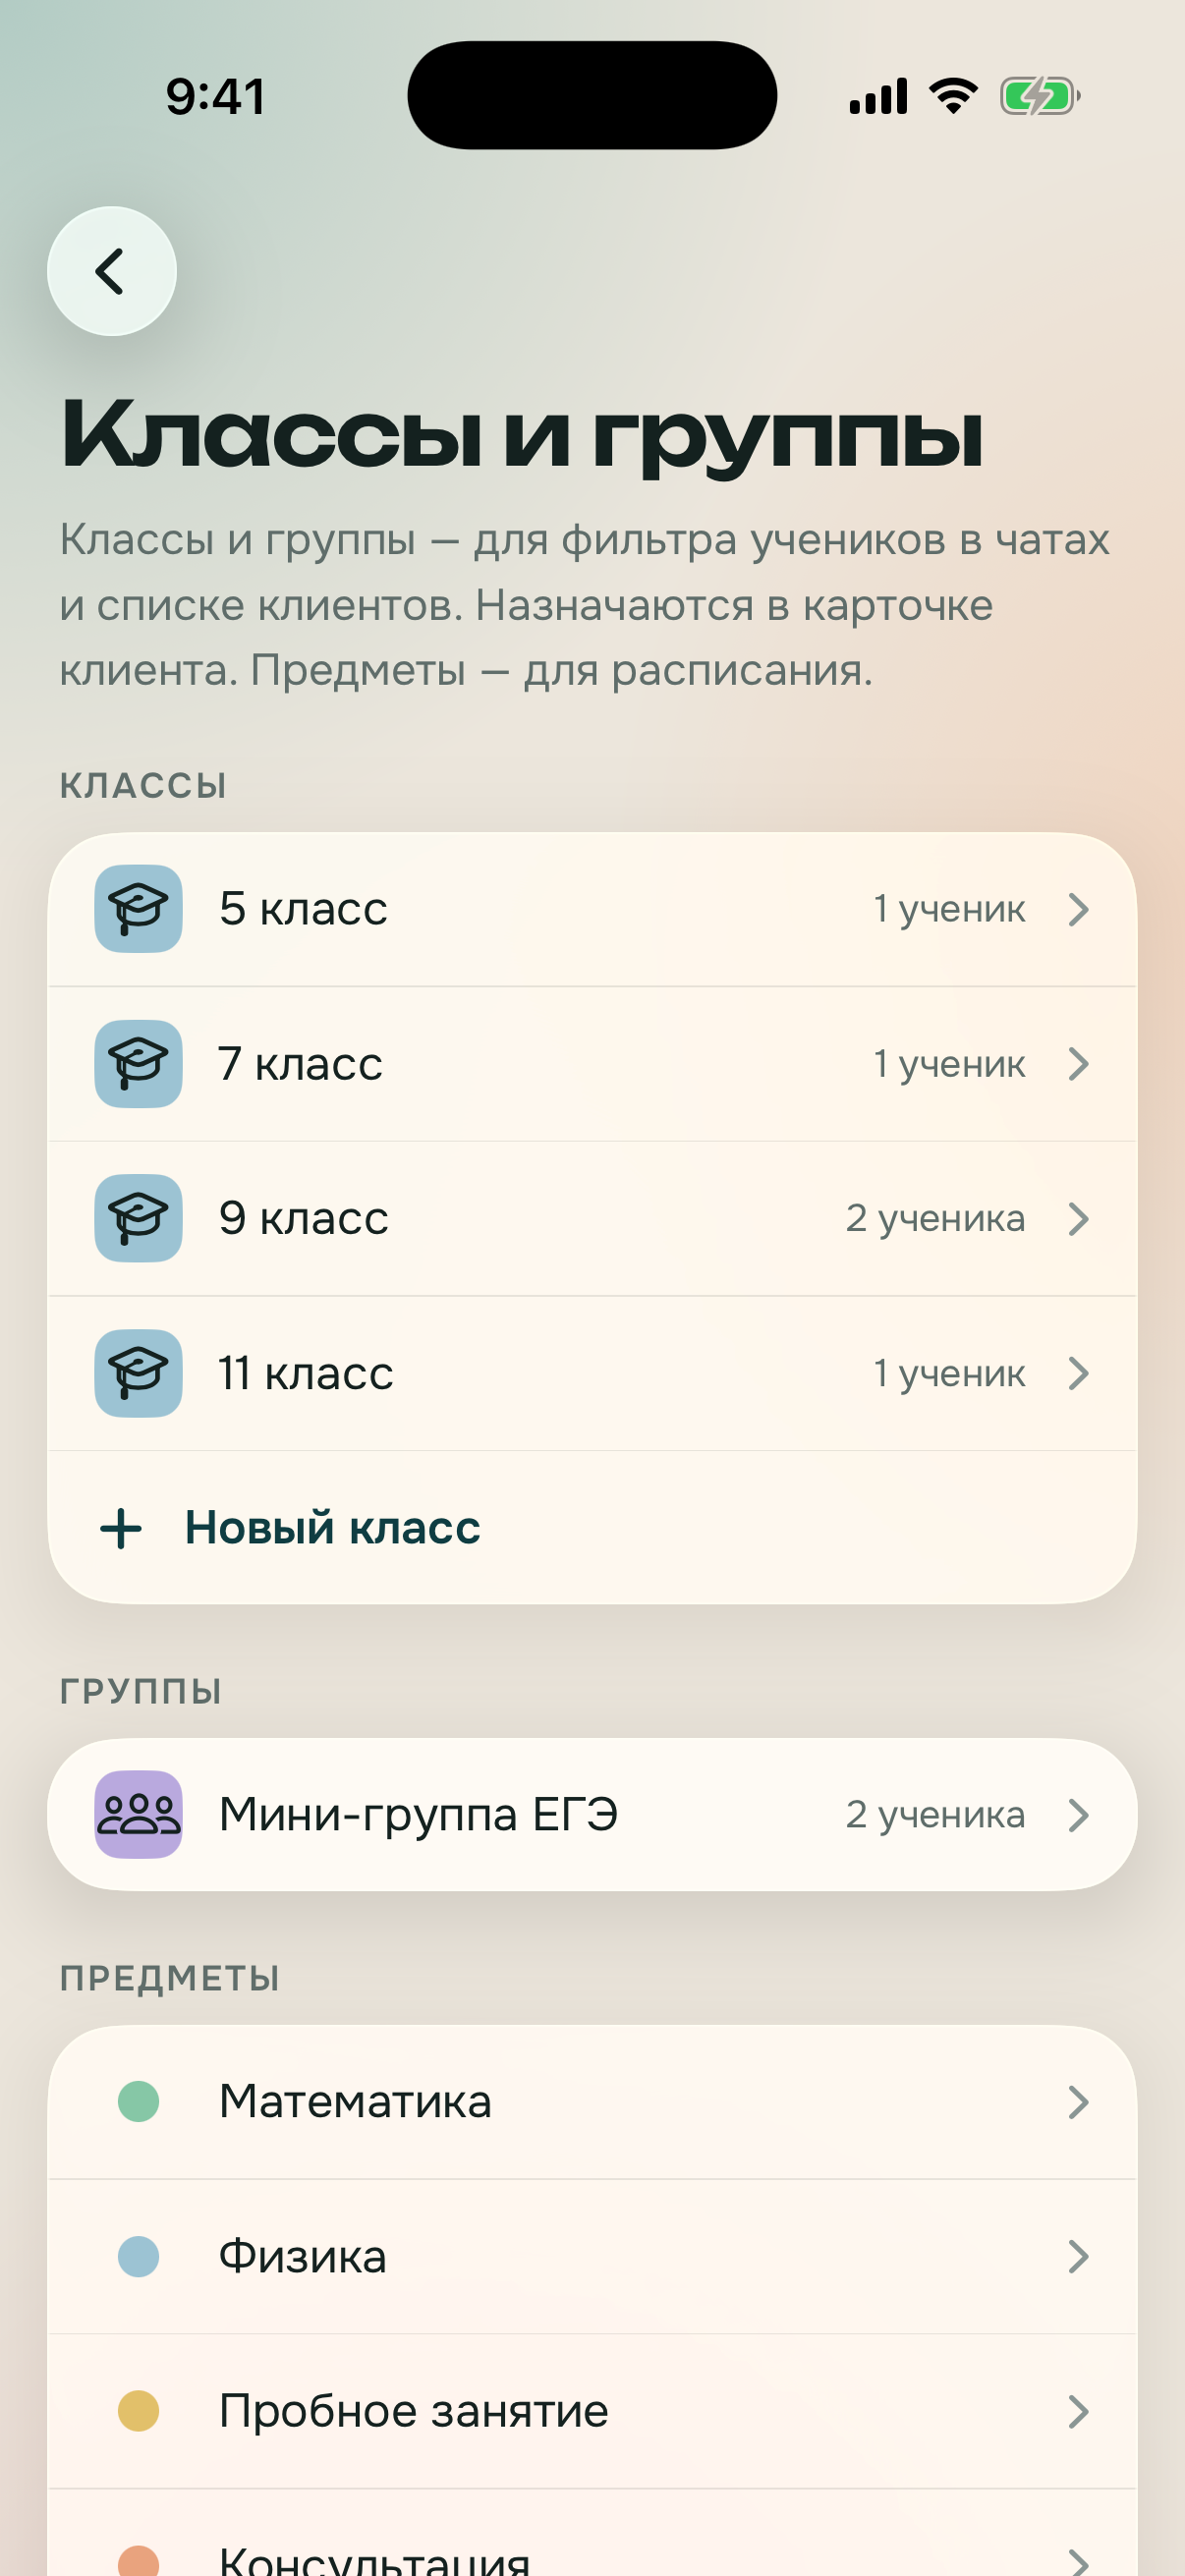 9:41
Классы и группы
Классы и группы — для фильтра учеников в чатах
и списке клиентов. Назначаются в карточке
клиента. Предметы — для расписания.
КЛАССЫ
5 класс 1 ученик
7 класс 1 ученик
9 класс 2 ученика
11 класс 1 ученик
Новый класс
ГРУППЫ
Мини-группа ЕГЭ 2 ученика
ПРЕДМЕТЫ
Математика
Физика
Пробное занятие
Консультация